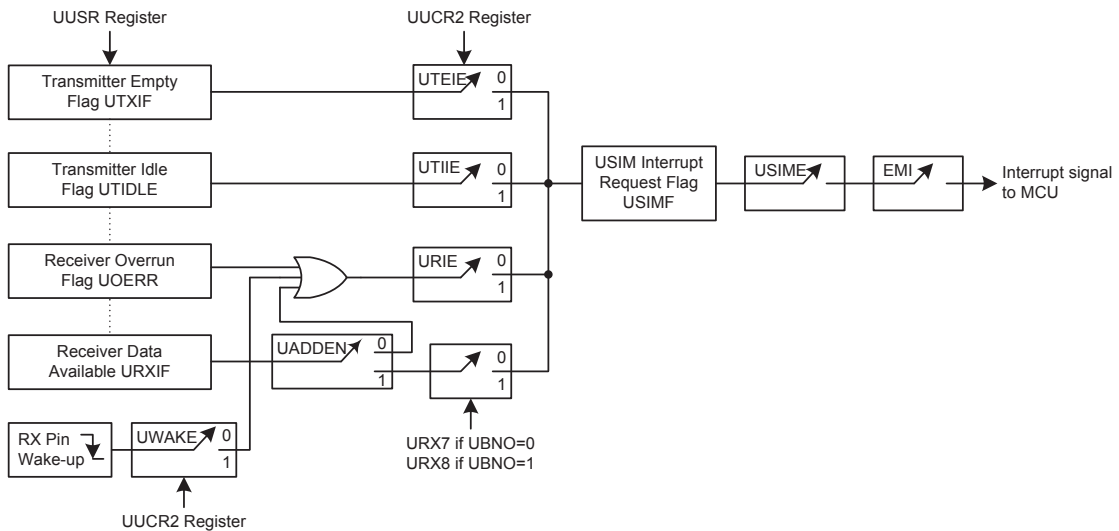 UUSR Register
UUCR2 Register
Transmitter Empty
Flag UTXIF
UTEIE
0
1
Transmitter Idle
Flag UTIDLE
UTIIE
0
1
USIM Interrupt
Request Flag
USIMF
USIME
EMI
Interrupt signal
to MCU
Receiver Overrun
Flag UOERR
URIE
0
1
Receiver Data
Available URXIF
UADDEN
0
1
0
1
RX Pin
Wake-up
UWAKE
0
1
URX7 if UBNO=0
URX8 if UBNO=1
UUCR2 Register